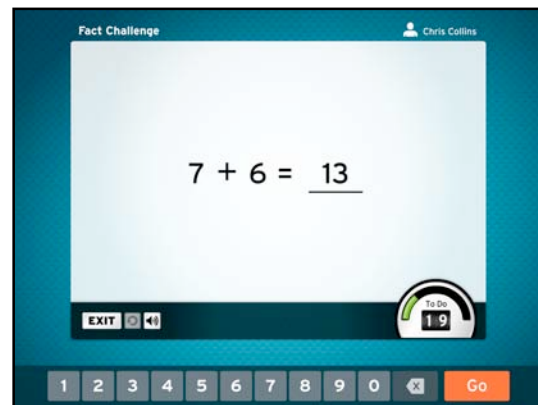 Fact Challenge
Chris Collins
7 + 6 = 13
To Do
19
EXIT
1 2 3 4 5 6 7 8 9 0 X Go